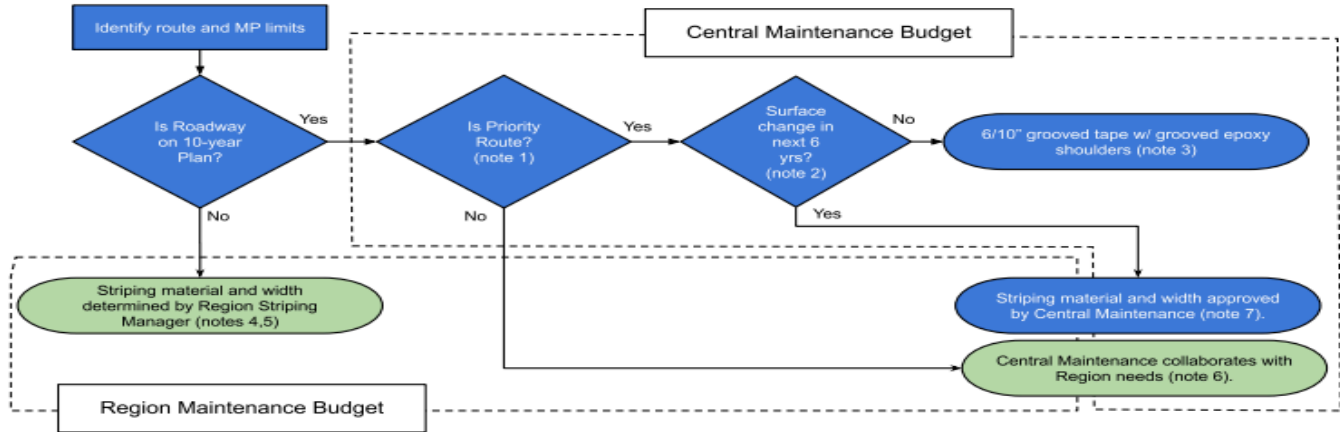 Identify route and MP limits
Central Maintenance Budget
Is Roadway
on 10-year
Plan?
Yes
Is Priority
Route?
(note 1)
Yes
Surface
change in
next 6
yrs?
(note 2)
No
6/10" grooved tape w/ grooved epoxy
shoulders (note 3)
No
No
Yes
Striping material and width
determined by Region Striping
Manager (notes 4,5)
Striping material and width approved
by Central Maintenance (note 7).
Central Maintenance collaborates with
Region needs (note 6).
Region Maintenance Budget